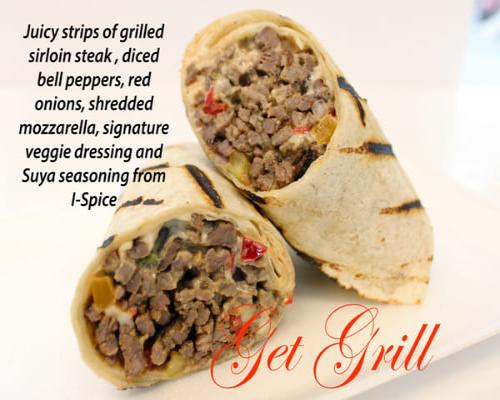 Juicy strips of grilled
sirloin steak , diced
bell peppers, red
onions, shredded
mozzarella, signature
veggie dressing and
Suya seasoning from
I-Spice
Get Grill